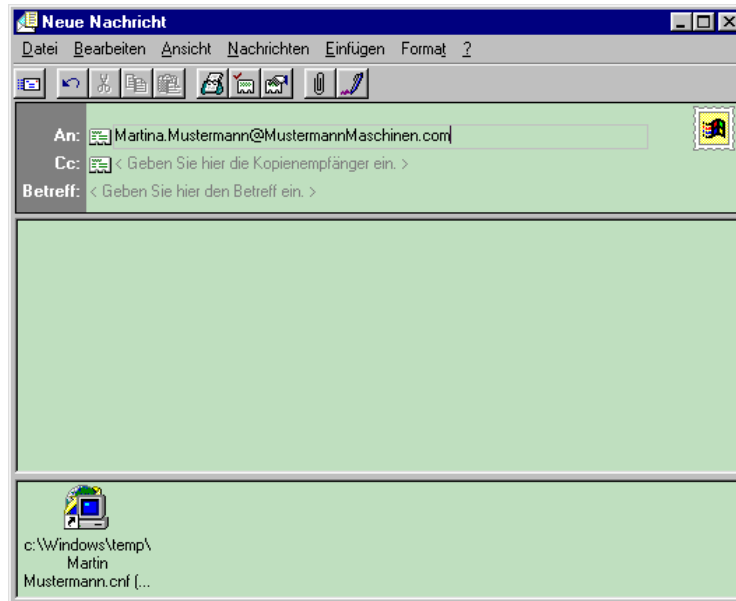 Neue Nachricht
Datei Bearbeiten Ansicht Nachrichten Einfügen Format ?
An: Martina.Mustermann@MustermannMaschinen.com
Cc: < Geben Sie hier die Kopienempfänger ein. >
Betreff: < Geben Sie hier den Betreff ein. >
c:\Windows\temp\
Martin
Mustermann.cnf (...